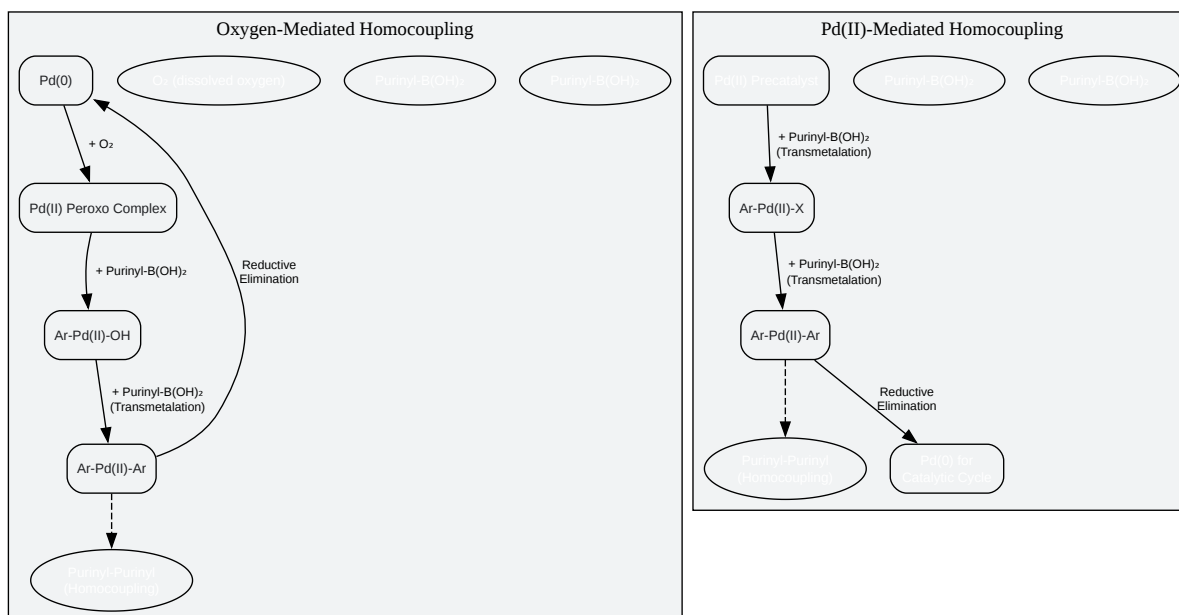 Oxygen-Mediated Homocoupling
Pd(0)
O₂ (dissolved oxygen)
Purinyl-B(OH)₂
Purinyl-B(OH)₂
+ O₂
Pd(II) Peroxo Complex
+ Purinyl-B(OH)₂
Reductive
Elimination
Ar-Pd(II)-OH
+ Purinyl-B(OH)₂
(Transmetalation)
Ar-Pd(II)-Ar
Purinyl-Purinyl
(Homocoupling)
Pd(II)-Mediated Homocoupling
Pd(II) Precatalyst
Purinyl-B(OH)₂
Purinyl-B(OH)₂
+ Purinyl-B(OH)₂
(Transmetalation)
Ar-Pd(II)-X
+ Purinyl-B(OH)₂
(Transmetalation)
Ar-Pd(II)-Ar
Reductive
Elimination
Purinyl-Purinyl
(Homocoupling)
Pd(0) for
Catalytic Cycle